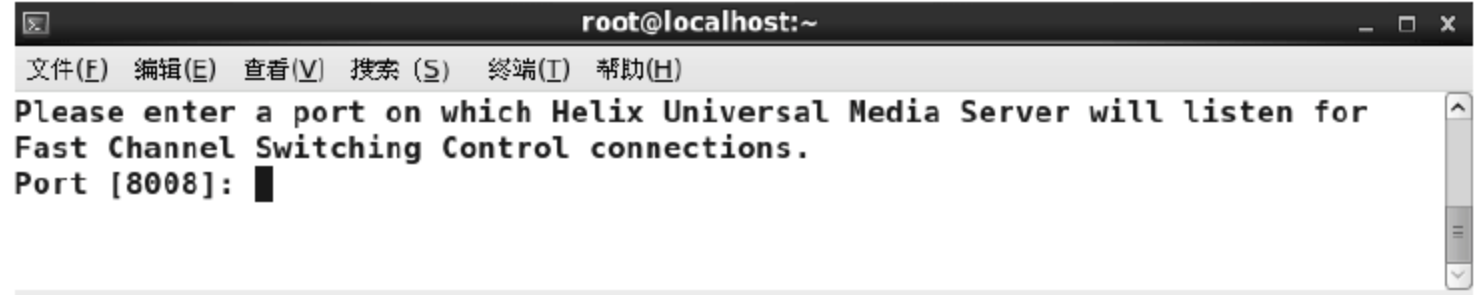 root@localhost:~
文件(F) 编辑(E) 查看(V) 搜索 (S) 终端(T) 帮助(H)
Please enter a port on which Helix Universal Media Server will listen for
Fast Channel Switching Control connections.
Port [8008]: